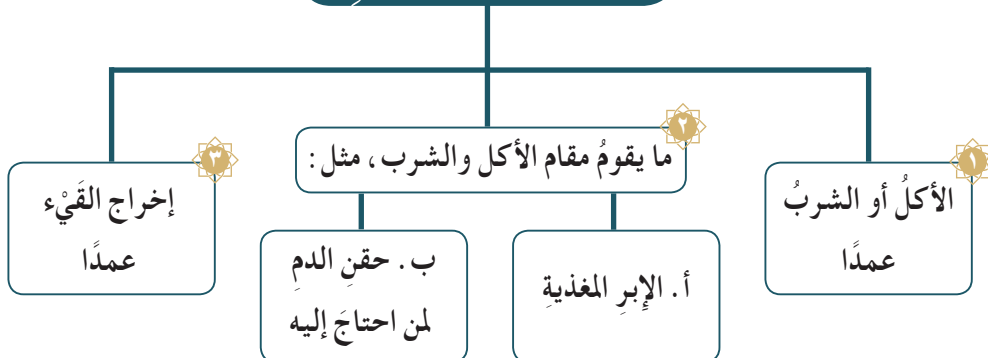 ١
الأكلُ أو الشربُ
عمدًا
٢
ما يقومُ مقام الأكل والشرب، مثل:
أ. الإبرِ المغذيةِ
ب. حقنِ الدمِ
لمن احتاجَ إليه
٣
إخراج القَيْء
عمدًا